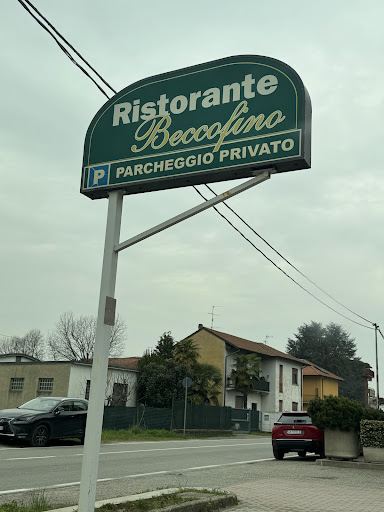 Ristorante
Beccofino
P PARCHEGGIO PRIVATO